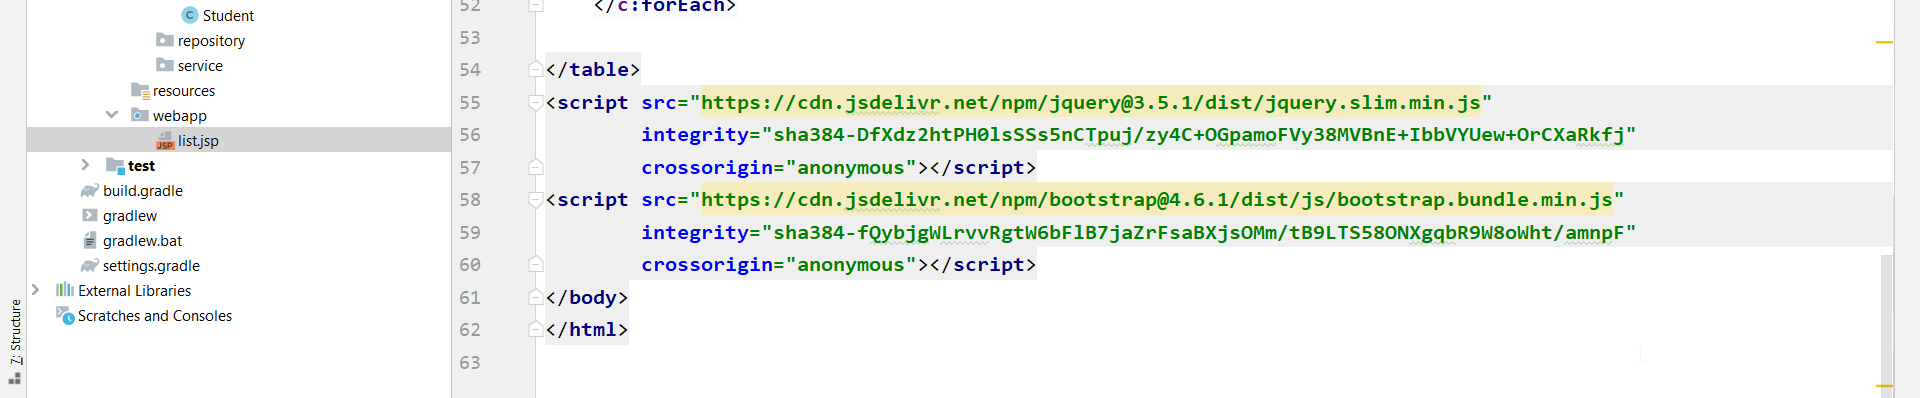 Student
repository
service
resources
webapp
list.jsp
test
build.gradle
gradlew
gradlew.bat
settings.gradle
External Libraries
Scratches and Consoles
7: Structure
52 </c:forEach>
53
54 </table>
55 <script src="https://cdn.jsdelivr.net/npm/jquery@3.5.1/dist/jquery.slim.min.js"
56 integrity="sha384-DfXdz2htPH0lsSSs5nCTpuj/zy4C+OGpamoFVy38MVBnE+IbbVYUew+OrCXaRkfj"
57 crossorigin="anonymous"></script>
58 <script src="https://cdn.jsdelivr.net/npm/bootstrap@4.6.1/dist/js/bootstrap.bundle.min.js"
59 integrity="sha384-fQybjgWLrvvRgtW6bFlB7jaZrFsaBXjsOMm/tB9LTS58ONXgqbR9W8oWht/amnpF"
60 crossorigin="anonymous"></script>
61 </body>
62 </html>
63